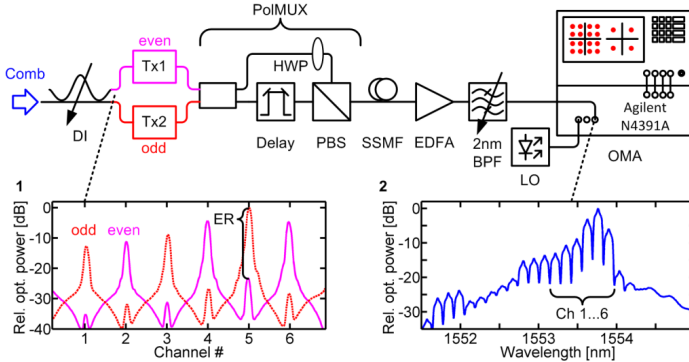 PolMUX
even
Comb
Tx1
HWP
Tx2
DI
odd
Delay
PBS
SSMF
EDFA
2nm
BPF
LO
OMA
Agilent
N4391A
1
Rel. opt. power [dB]
0
-10
-20
-30
-40
odd
even
ER
1
2
3
4
5
6
Channel #
2
Rel. opt. power [dB]
0
-10
-20
-30
Ch 1...6
1552
1553
1554
Wavelength [nm]